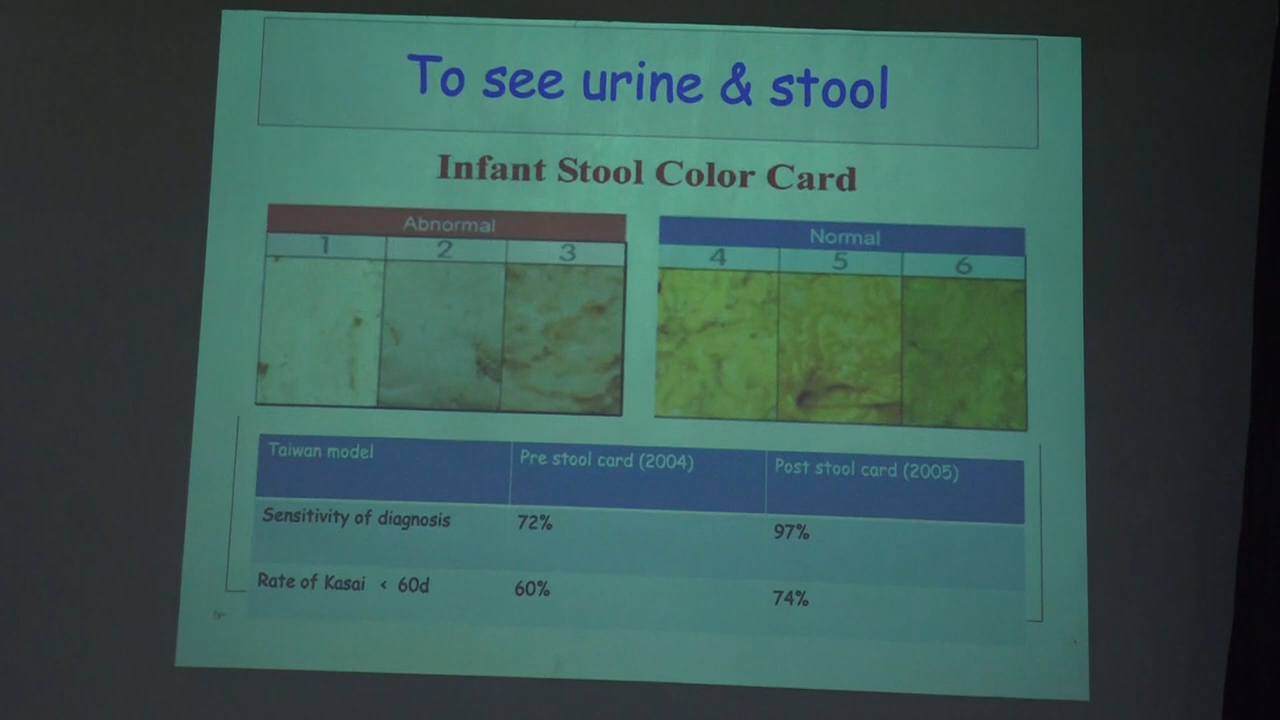 To see urine & stool
Infant Stool Color Card
Abnormal
1 2 3
Normal
4 5 6
Taiwan model Pre stool card (2004) Post stool card (2005)
Sensitivity of diagnosis 72% 97%
Rate of Kasai < 60d 60% 74%